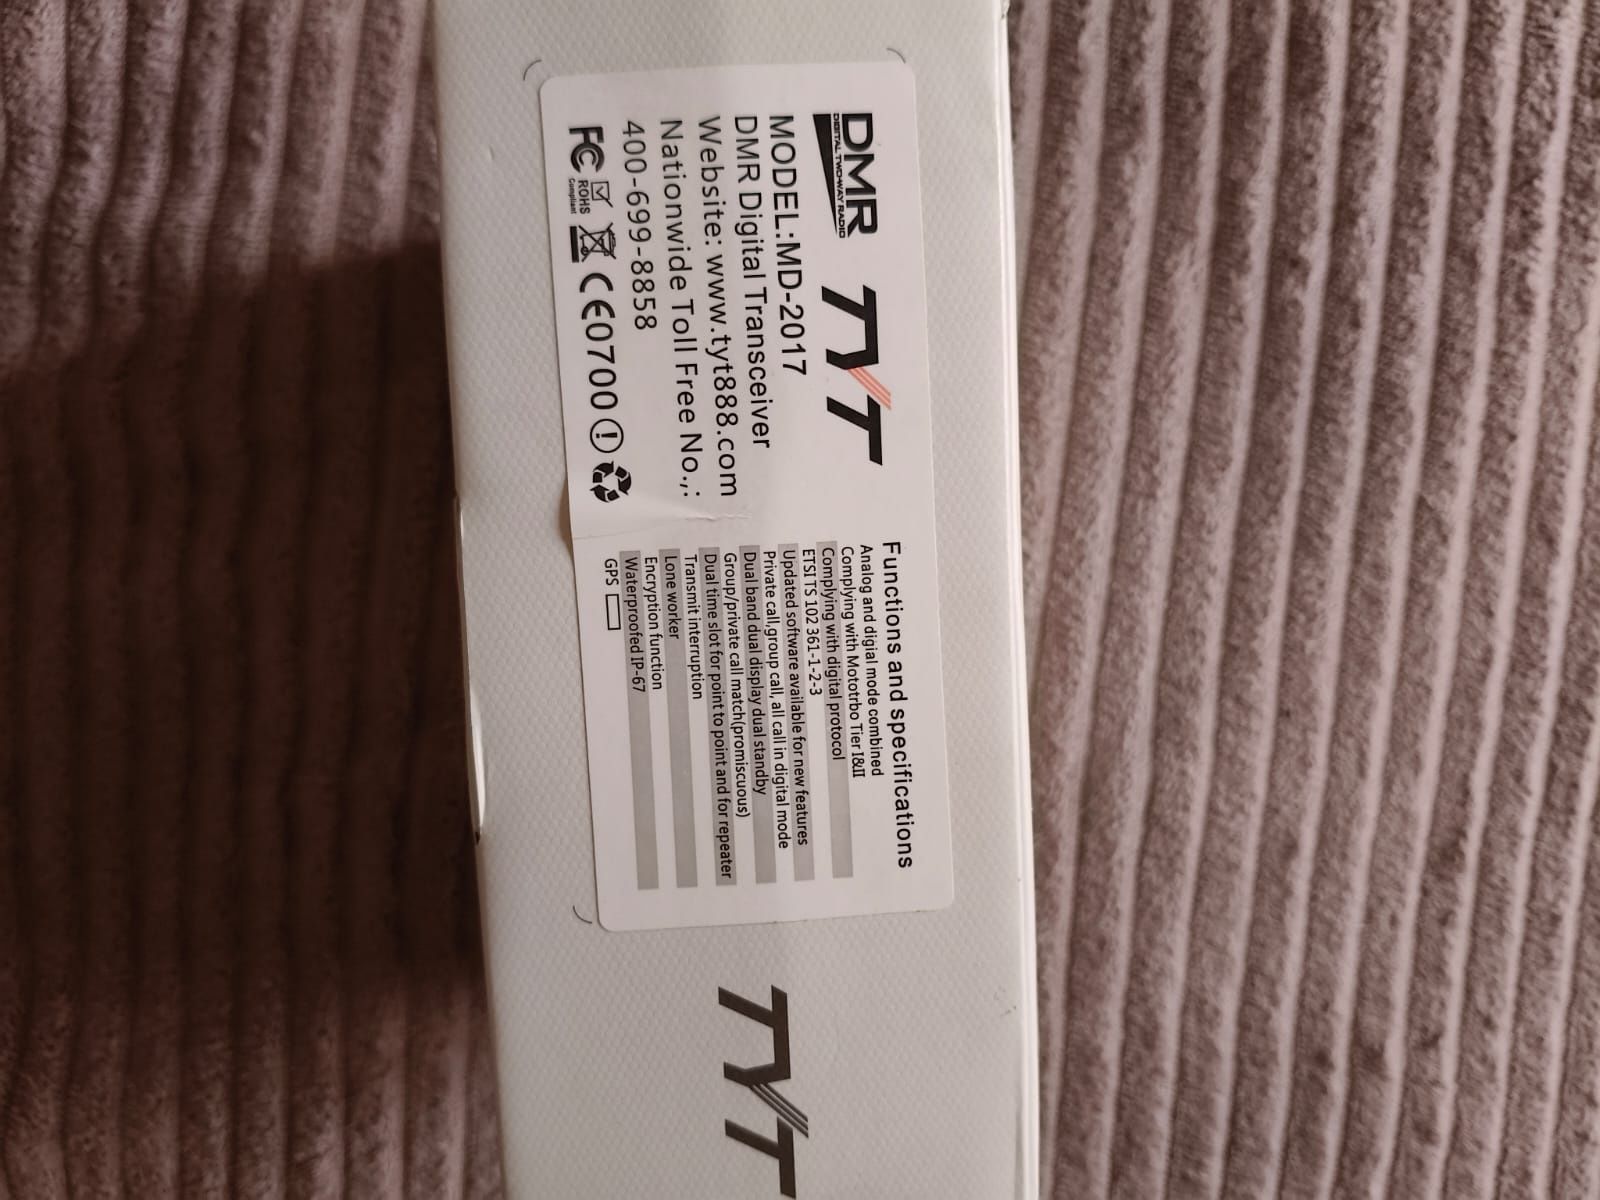 DMR
DIGITAL TWO-WAY RADIO
TYT
MODEL:MD-2017
DMR Digital Transceiver
Website: www.tyt888.com
Nationwide Toll Free No.,:
400-699-8858
FC
ROHS
Compliant
CE0700
Functions and specifications
Analog and digial mode combined
Complying with Mototrbo Tier I&II
Complying with digital protocol
ETSI TS 102 361-1-2-3
Updated software available for new features
Private call,group call, all call in digital mode
Dual band dual display dual standby
Group/private call match(promiscuous)
Dual time slot for point to point and for repeater
Transmit interruption
Lone worker
Encryption function
Waterproofed IP-67
GPS
TYT